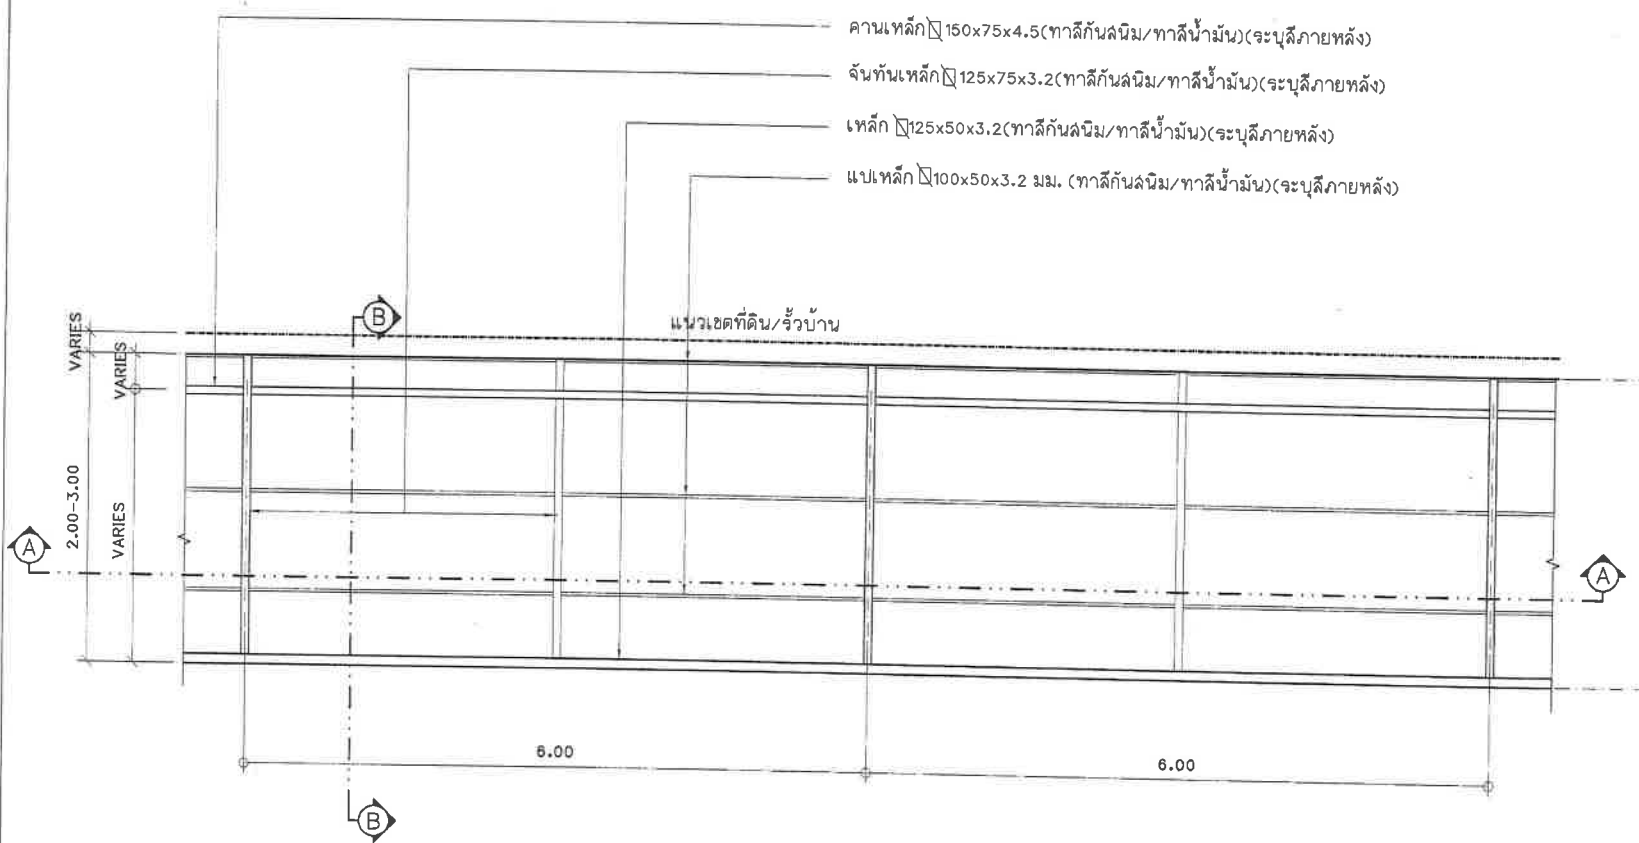 คานเหล็ก 150x75x4.5(ทาสีกันสนิม/ทาสีน้ำมัน)(ระบุสีภายหลัง)
จันทันเหล็ก 125x75x3.2(ทาสีกันสนิม/ทาสีน้ำมัน)(ระบุสีภายหลัง)
เหล็ก 125x50x3.2(ทาสีกันสนิม/ทาสีน้ำมัน)(ระบุสีภายหลัง)
แปเหล็ก 100x50x3.2 มม. (ทาสีกันสนิม/ทาสีน้ำมัน)(ระบุสีภายหลัง)
B
แนวเขตที่ดิน/รั้วบ้าน
VARIES
VARIES
2.00-3.00
VARIES
A
A
6.00
6.00
B